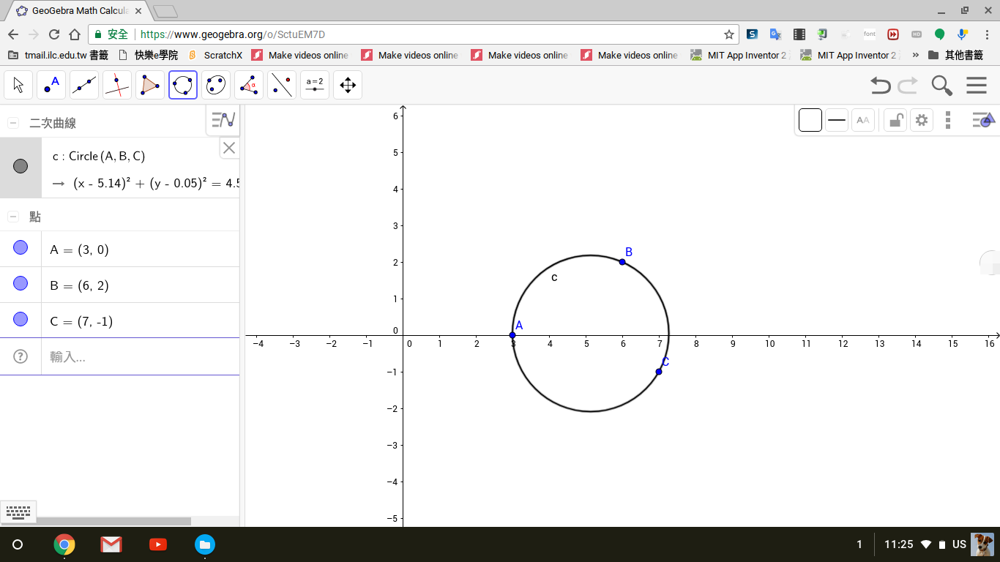 GeoGebra Math Calcula
安全 https://www.geogebra.org/o/SctuEM7D
S font HD
tmail.ilc.edu.tw 書籤 快樂e學院 ScratchX Make videos online Make videos online Make videos online Make videos online MIT App Inventor 2 MIT App Inventor 2 » 其他書籤
A α a=2
二次曲線
AA
c : Circle (A, B, C)
→ (x - 5.14)² + (y - 0.05)² = 4.5
點
A = (3, 0)
B = (6, 2)
C = (7, -1)
輸入...
6
5
4
3
2
1
0
−4 −3 −2 −1 0 1 2 3 4 5 6 7 8 9 10 11 12 13 14 15 16
−1
−2
−3
−4
−5
B
c
A
C
1 11:25 US